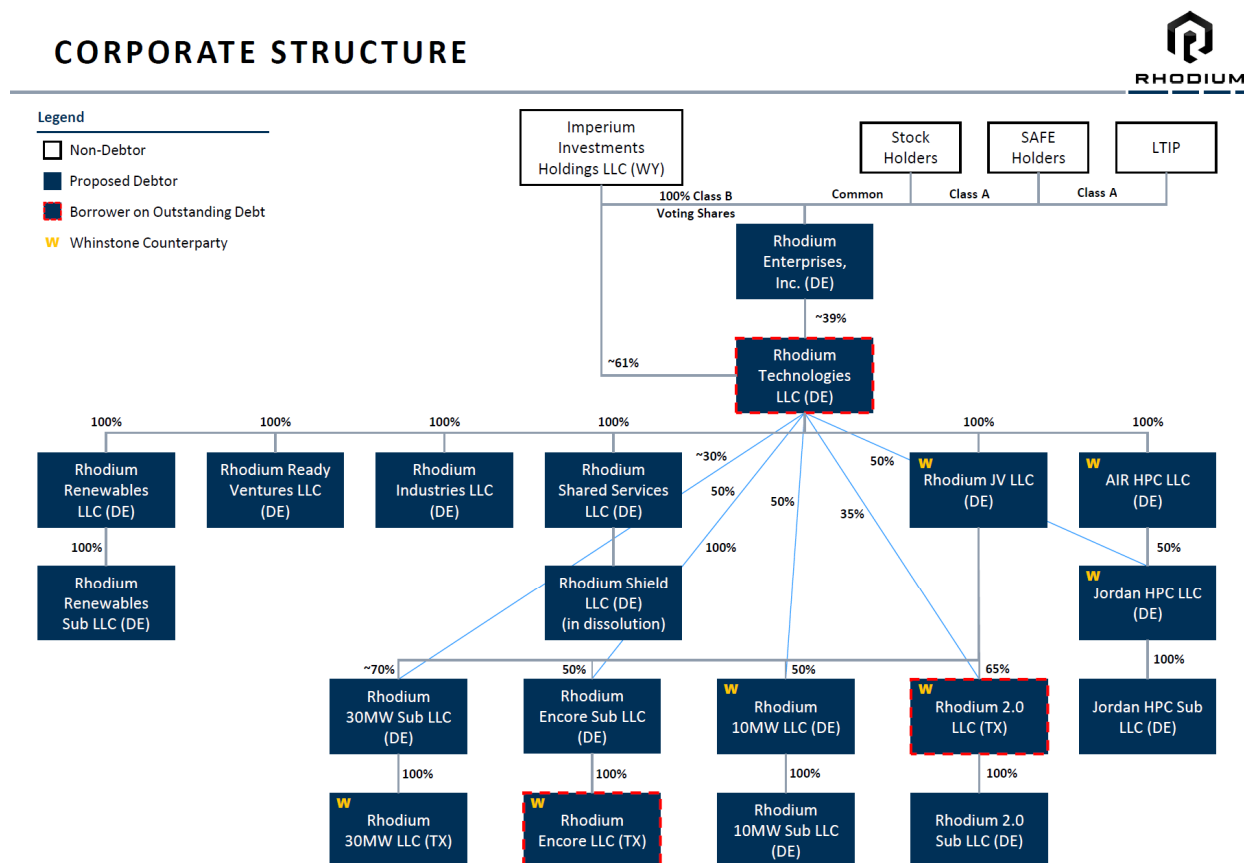 CORPORATE STRUCTURE
RHODIUM
Legend
Non-Debtor
Proposed Debtor
Borrower on Outstanding Debt
W Whinstone Counterparty
Imperium
Investments
Holdings LLC (WY)
Stock
Holders
SAFE
Holders
LTIP
100% Class B
Voting Shares
Common
Class A
Class A
Rhodium
Enterprises,
Inc. (DE)
~39%
~61%
Rhodium
Technologies
LLC (DE)
100%
100%
100%
100%
100%
100%
Rhodium
Renewables
LLC (DE)
Rhodium Ready
Ventures LLC
(DE)
Rhodium
Industries LLC
(DE)
Rhodium
Shared Services
LLC (DE)
~30%
50%
50%
35%
50%
W
Rhodium JV LLC
(DE)
W
AIR HPC LLC
(DE)
100%
100%
50%
Rhodium
Renewables
Sub LLC (DE)
Rhodium Shield
LLC (DE)
(in dissolution)
W
Jordan HPC LLC
(DE)
~70%
50%
50%
65%
100%
Rhodium
30MW Sub LLC
(DE)
Rhodium
Encore Sub LLC
(DE)
W
Rhodium
10MW LLC (DE)
W
Rhodium 2.0
LLC (TX)
Jordan HPC Sub
LLC (DE)
100%
100%
100%
100%
W
Rhodium
30MW LLC (TX)
W
Rhodium
Encore LLC (TX)
Rhodium
10MW Sub LLC
(DE)
Rhodium 2.0
Sub LLC (DE)